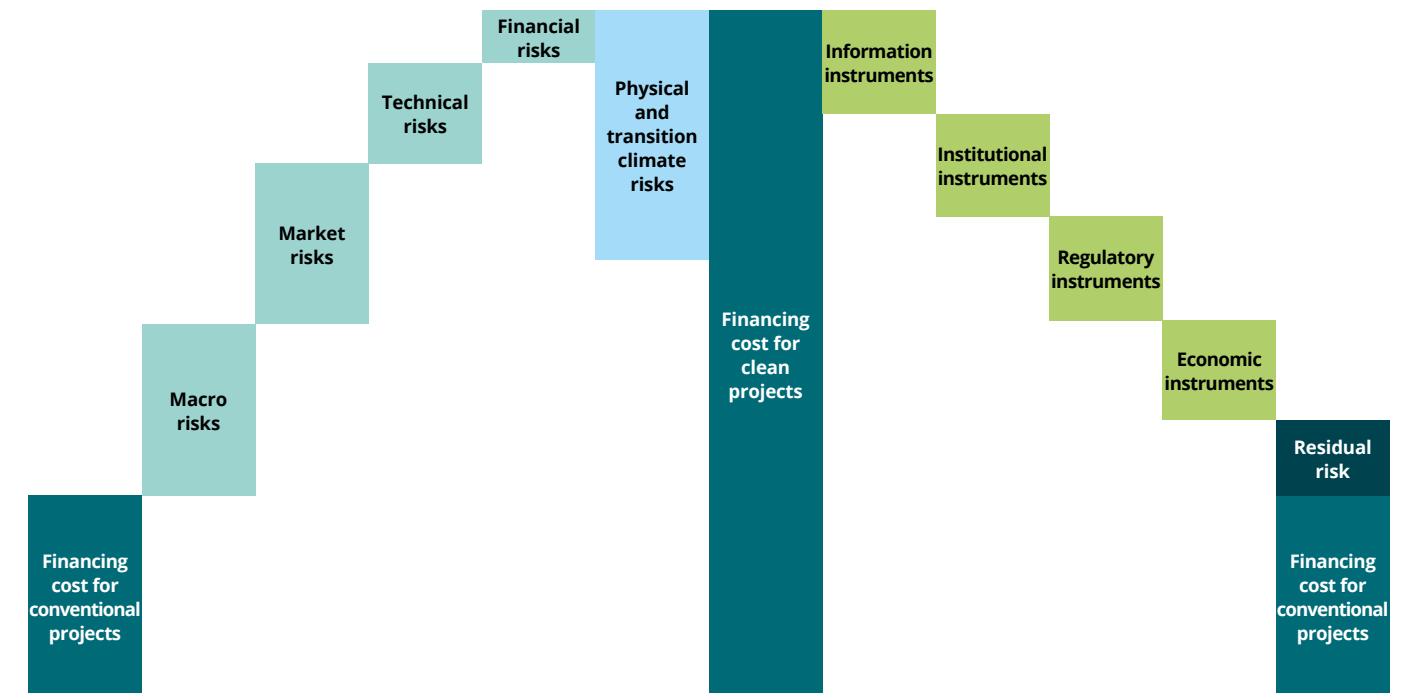 Financing
cost for
conventional
projects
Macro
risks
Market
risks
Technical
risks
Financial
risks
Physical
and
transition
climate
risks
Financing
cost for
clean
projects
Information
instruments
Institutional
instruments
Regulatory
instruments
Economic
instruments
Residual
risk
Financing
cost for
conventional
projects